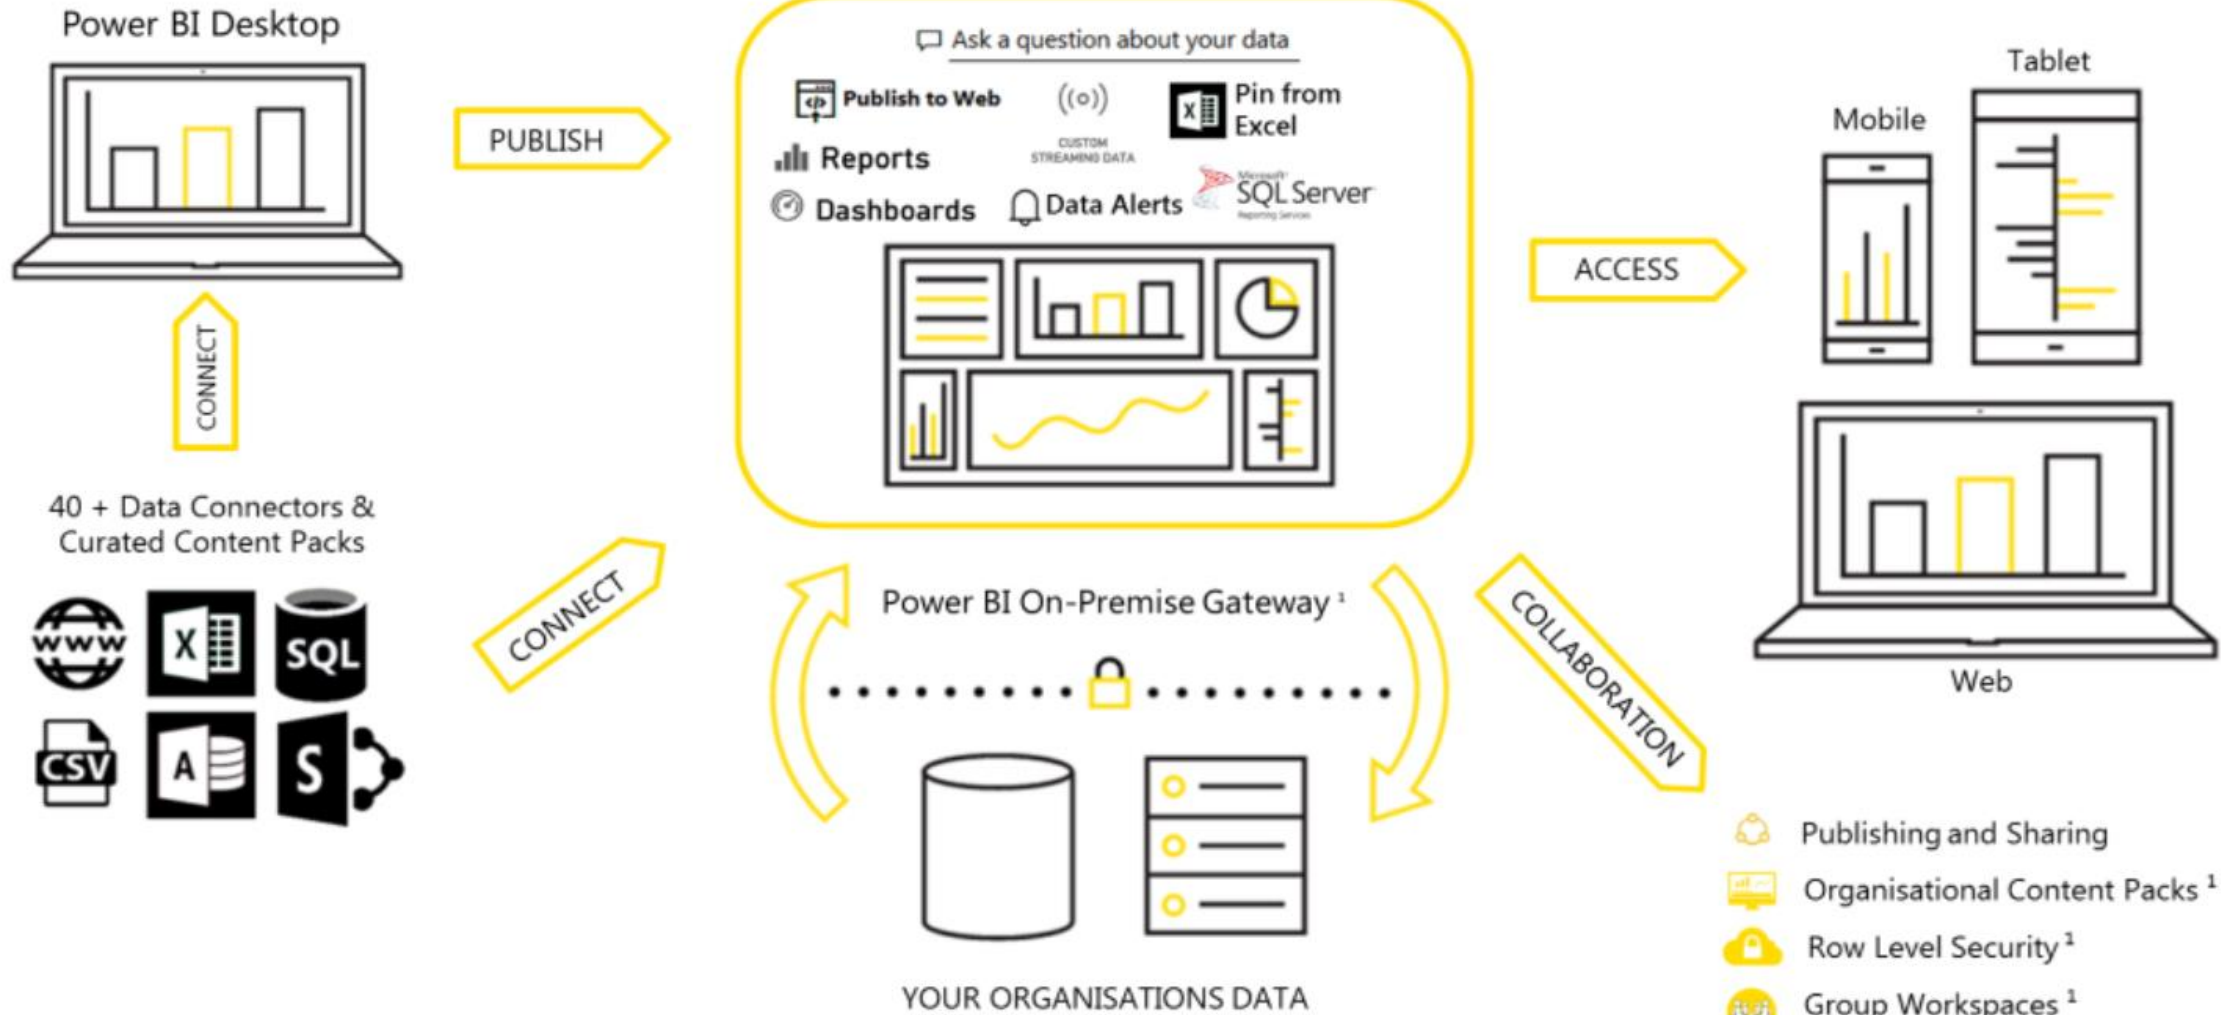 Power BI Desktop
PUBLISH
CONNECT
40 + Data Connectors &
Curated Content Packs
WWW
X
SQL
CSV
A
S
CONNECT
Ask a question about your data
</>
Publish to Web
CUSTOM
STREAMING DATA
X
Pin from
Excel
Reports
Dashboards
Data Alerts
Microsoft
SQL Server
Reporting Services
Power BI On-Premise Gateway ¹
YOUR ORGANISATIONS DATA
ACCESS
COLLABORATION
Mobile
Tablet
Web
Publishing and Sharing
Organisational Content Packs ¹
Row Level Security ¹
Group Workspaces ¹